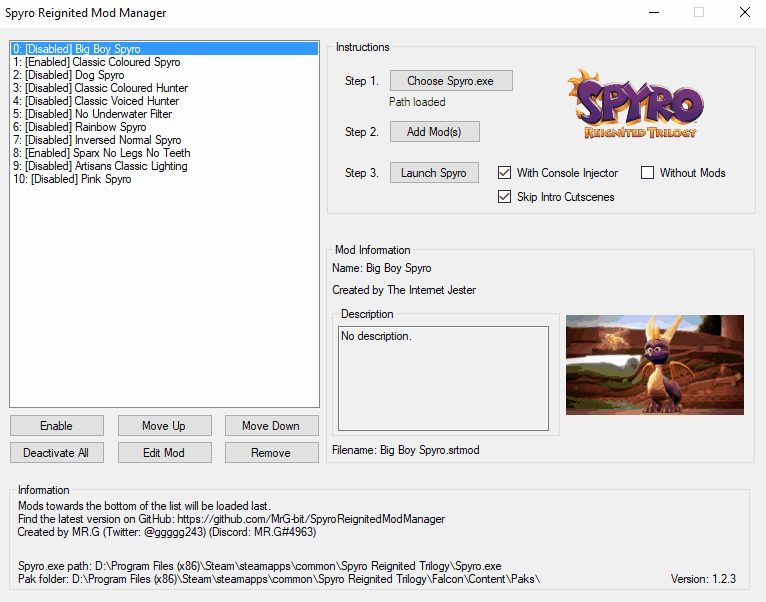 Spyro Reignited Mod Manager
0: [Disabled] Big Boy Spyro
1: [Enabled] Classic Coloured Spyro
2: [Disabled] Dog Spyro
3: [Disabled] Classic Coloured Hunter
4: [Disabled] Classic Voiced Hunter
5: [Disabled] No Underwater Filter
6: [Disabled] Rainbow Spyro
7: [Disabled] Inversed Normal Spyro
8: [Enabled] Sparx No Legs No Teeth
9: [Disabled] Artisans Classic Lighting
10: [Disabled] Pink Spyro
Enable Move Up Move Down
Deactivate All Edit Mod Remove
Instructions
Step 1. Choose Spyro.exe
Path loaded
Step 2. Add Mod(s)
Step 3. Launch Spyro With Console Injector Without Mods
Skip Intro Cutscenes
SPYRO
REIGNITED TRILOGY
Mod Information
Name: Big Boy Spyro
Created by The Internet Jester
Description
No description.
Filename: Big Boy Spyro.srtmod
Information
Mods towards the bottom of the list will be loaded last.
Find the latest version on GitHub: https://github.com/MrG-bit/SpyroReignitedModManager
Created by MR.G (Twitter: @ggggg243) (Discord: MR.G#4963)
Spyro.exe path: D:\Program Files (x86)\Steam\steamapps\common\Spyro Reignited Trilogy\Spyro.exe
Pak folder: D:\Program Files (x86)\Steam\steamapps\common\Spyro Reignited Trilogy\Falcon\Content\Paks\ Version: 1.2.3